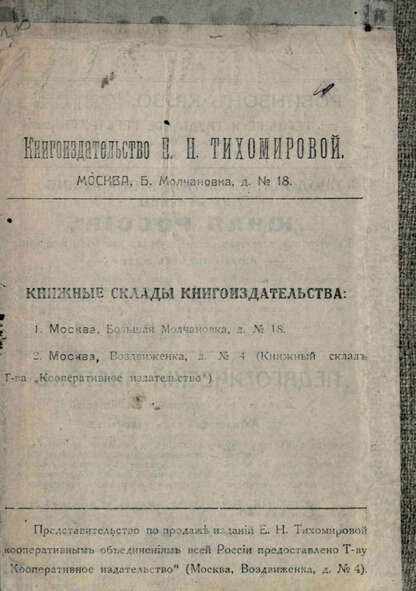 Книгоиздательство Е. Н. ТИХОМИРОВОЙ.
МОСКВА, Б. Молчановка, д. № 18.
КНИЖНЫЕ СКЛАДЫ КНИГОИЗДАТЕЛЬСТВА:
1. Москва, Большая Молчановка, д. № 18.
2. Москва, Воздвиженка, д. № 4 (Книжный складъ
Т-ва „Кооперативное издательство")
Представительство по продажѣ изданій Е. Н. Тихомировой
кооперативнымъ объединеніямъ всей Россіи предоставлено Т-ву
"Кооперативное издательство" (Москва, Воздвиженка, д. № 4).